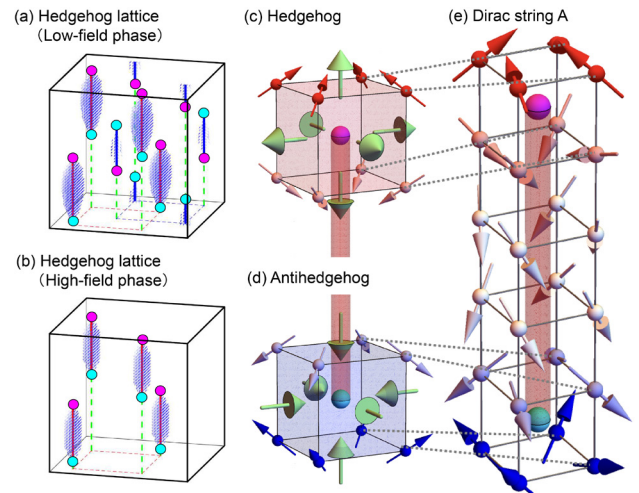 (a) Hedgehog lattice
（Low-field phase）
(c) Hedgehog
(e) Dirac string A
(b) Hedgehog lattice
（High-field phase）
(d) Antihedgehog